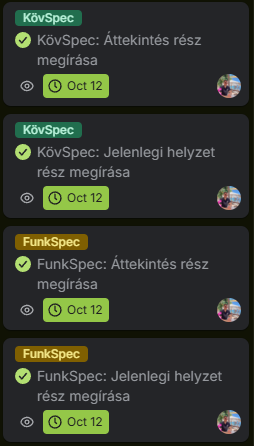 KövSpec
KövSpec: Áttekintés rész
megírása
Oct 12
KövSpec
KövSpec: Jelenlegi helyzet
rész megírása
Oct 12
FunkSpec
FunkSpec: Áttekintés rész
megírása
Oct 12
FunkSpec
FunkSpec: Jelenlegi helyzet
rész megírása
Oct 12